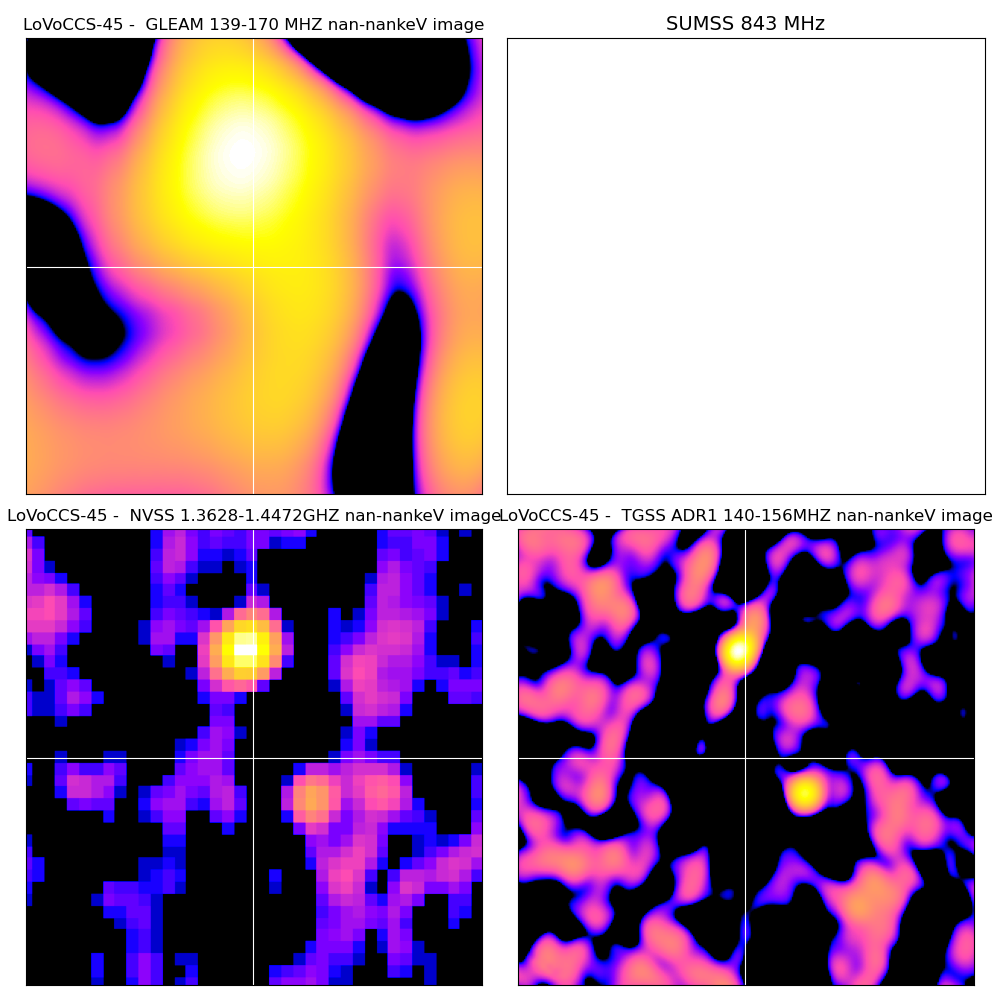 LoVoCCS-45 -  GLEAM 139-170 MHZ nan-nankeV image
SUMSS 843 MHz
LoVoCCS-45 -  NVSS 1.3628-1.4472GHZ nan-nankeV image
LoVoCCS-45 -  TGSS ADR1 140-156MHZ nan-nankeV image